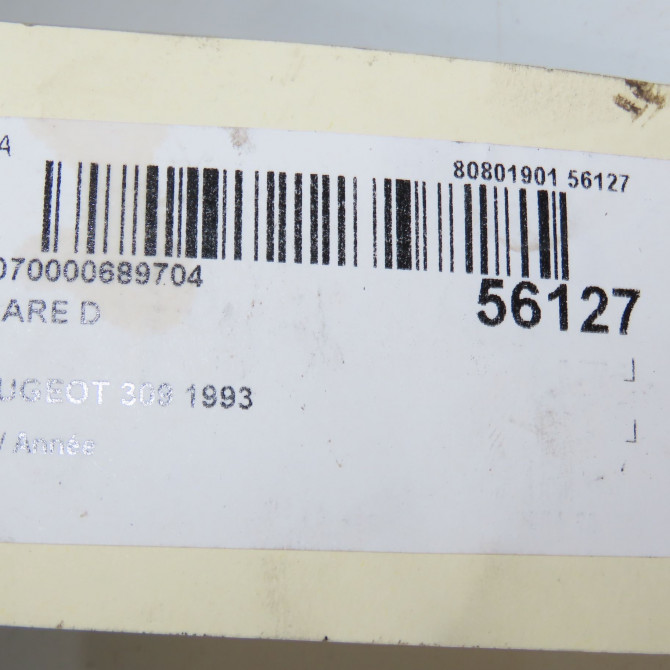 A
80801901 56127
070000689704
56127
ARE D
UGEOT 309 1993
/ Année